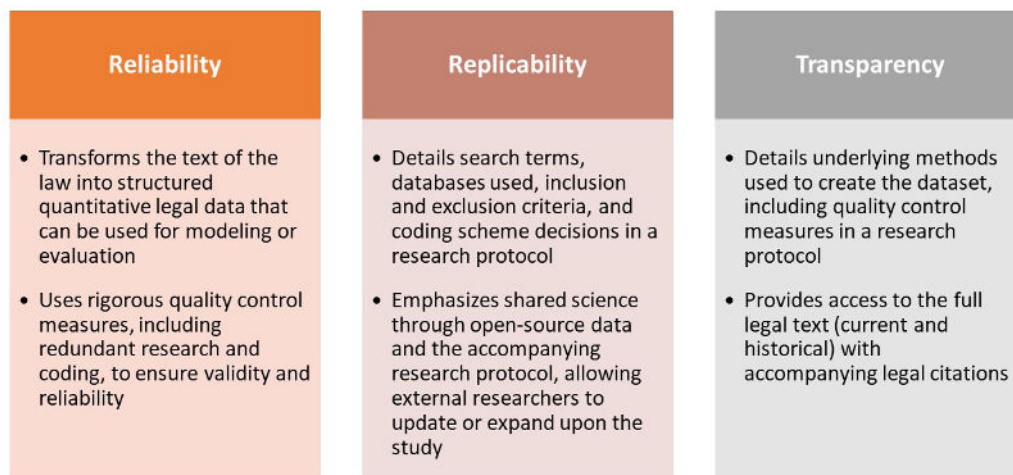 Reliability
• Transforms the text of the
law into structured
quantitative legal data that
can be used for modeling or
evaluation
• Uses rigorous quality control
measures, including
redundant research and
coding, to ensure validity and
reliability
Replicability
• Details search terms,
databases used, inclusion
and exclusion criteria, and
coding scheme decisions in a
research protocol
• Emphasizes shared science
through open-source data
and the accompanying
research protocol, allowing
external researchers to
update or expand upon the
study
Transparency
• Details underlying methods
used to create the dataset,
including quality control
measures in a research
protocol
• Provides access to the full
legal text (current and
historical) with
accompanying legal citations